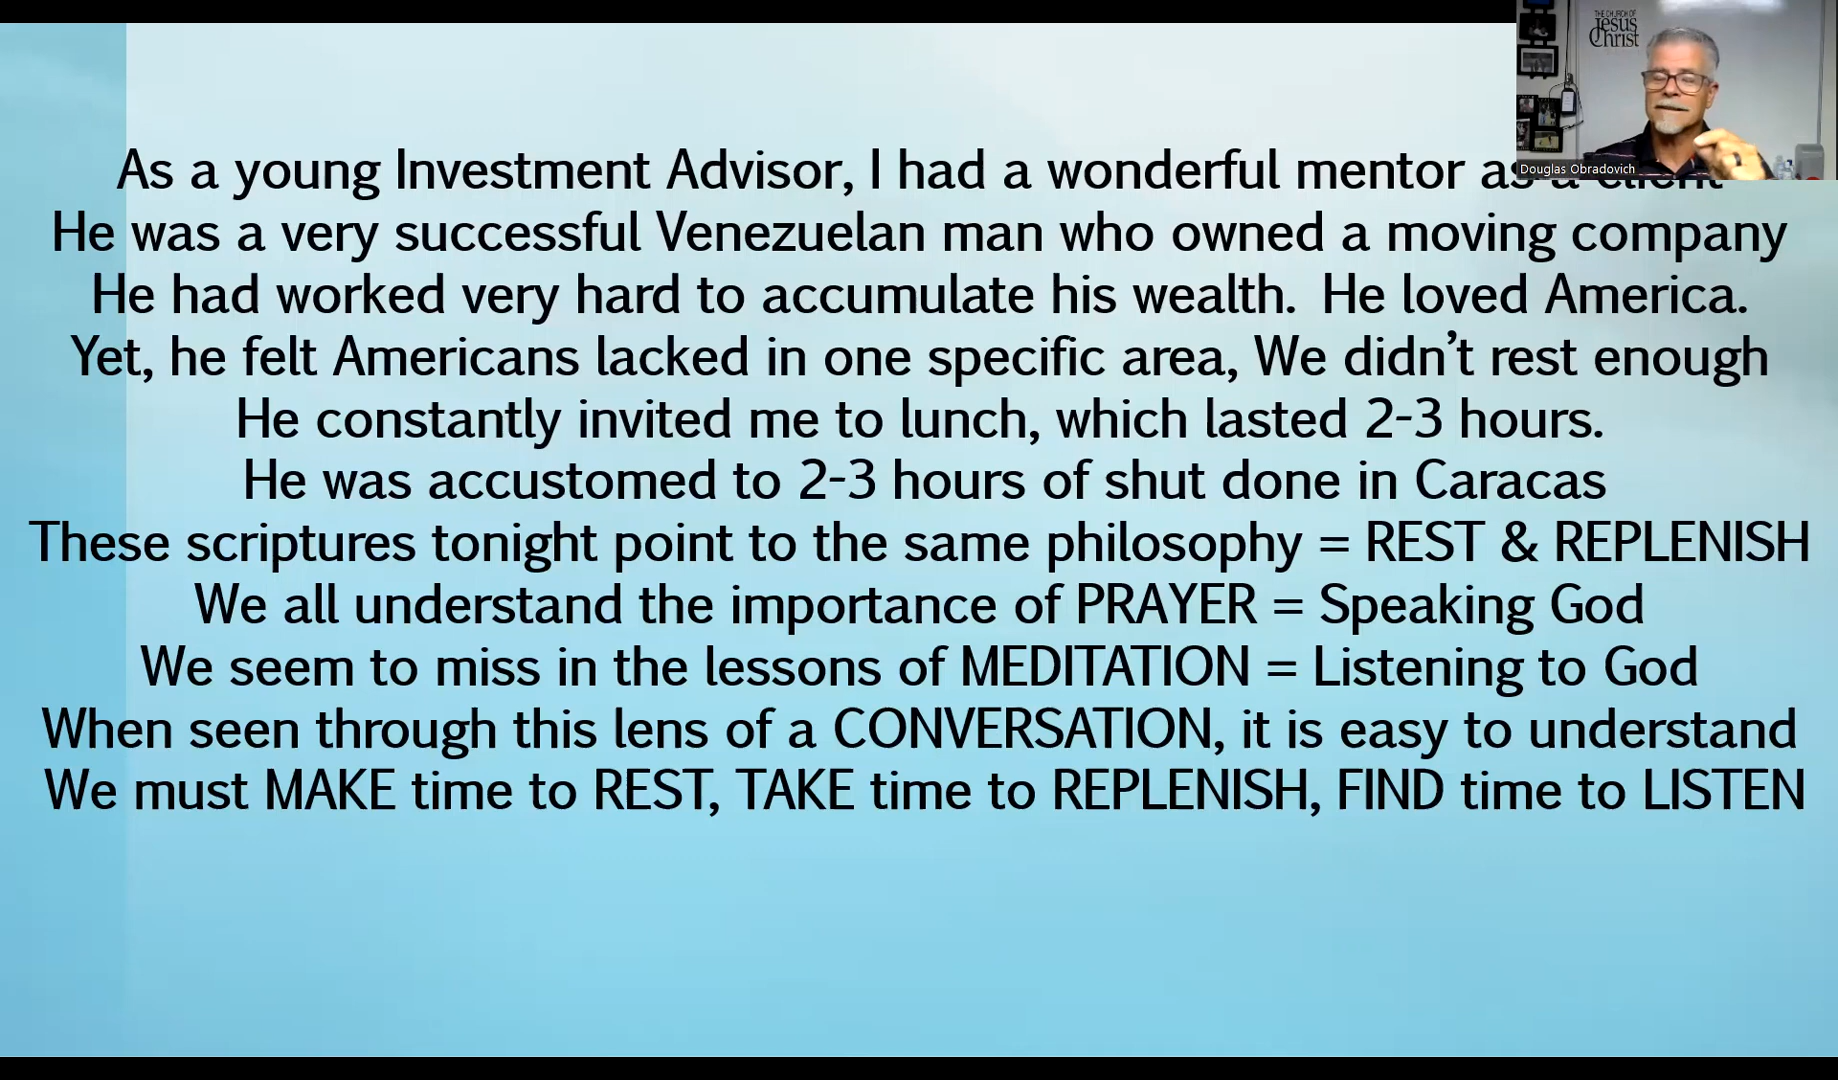 THE CHURCH OF
Jesus
Christ
Douglas Obradovich
As a young Investment Advisor, I had a wonderful mentor as a client
He was a very successful Venezuelan man who owned a moving company
He had worked very hard to accumulate his wealth. He loved America.
Yet, he felt Americans lacked in one specific area, We didn’t rest enough
He constantly invited me to lunch, which lasted 2-3 hours.
He was accustomed to 2-3 hours of shut done in Caracas
These scriptures tonight point to the same philosophy = REST & REPLENISH
We all understand the importance of PRAYER = Speaking God
We seem to miss in the lessons of MEDITATION = Listening to God
When seen through this lens of a CONVERSATION, it is easy to understand
We must MAKE time to REST, TAKE time to REPLENISH, FIND time to LISTEN